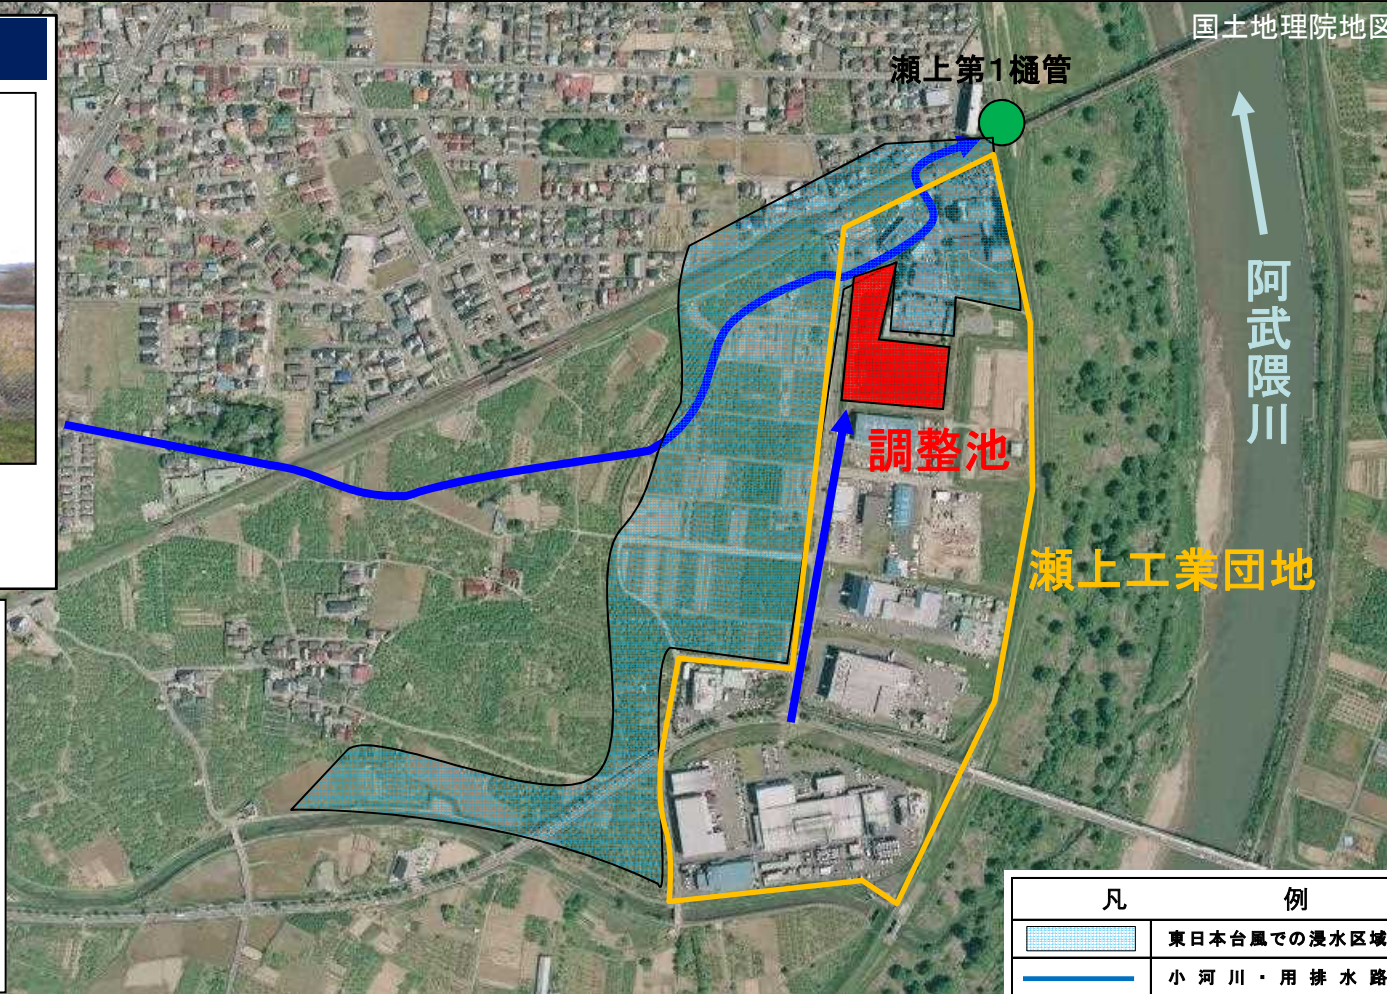 国土地理院地図
瀬上第1樋管
阿武隈川
調整池
瀬上工業団地
凡 例
東日本台風での浸水区域
小河川・用排水路